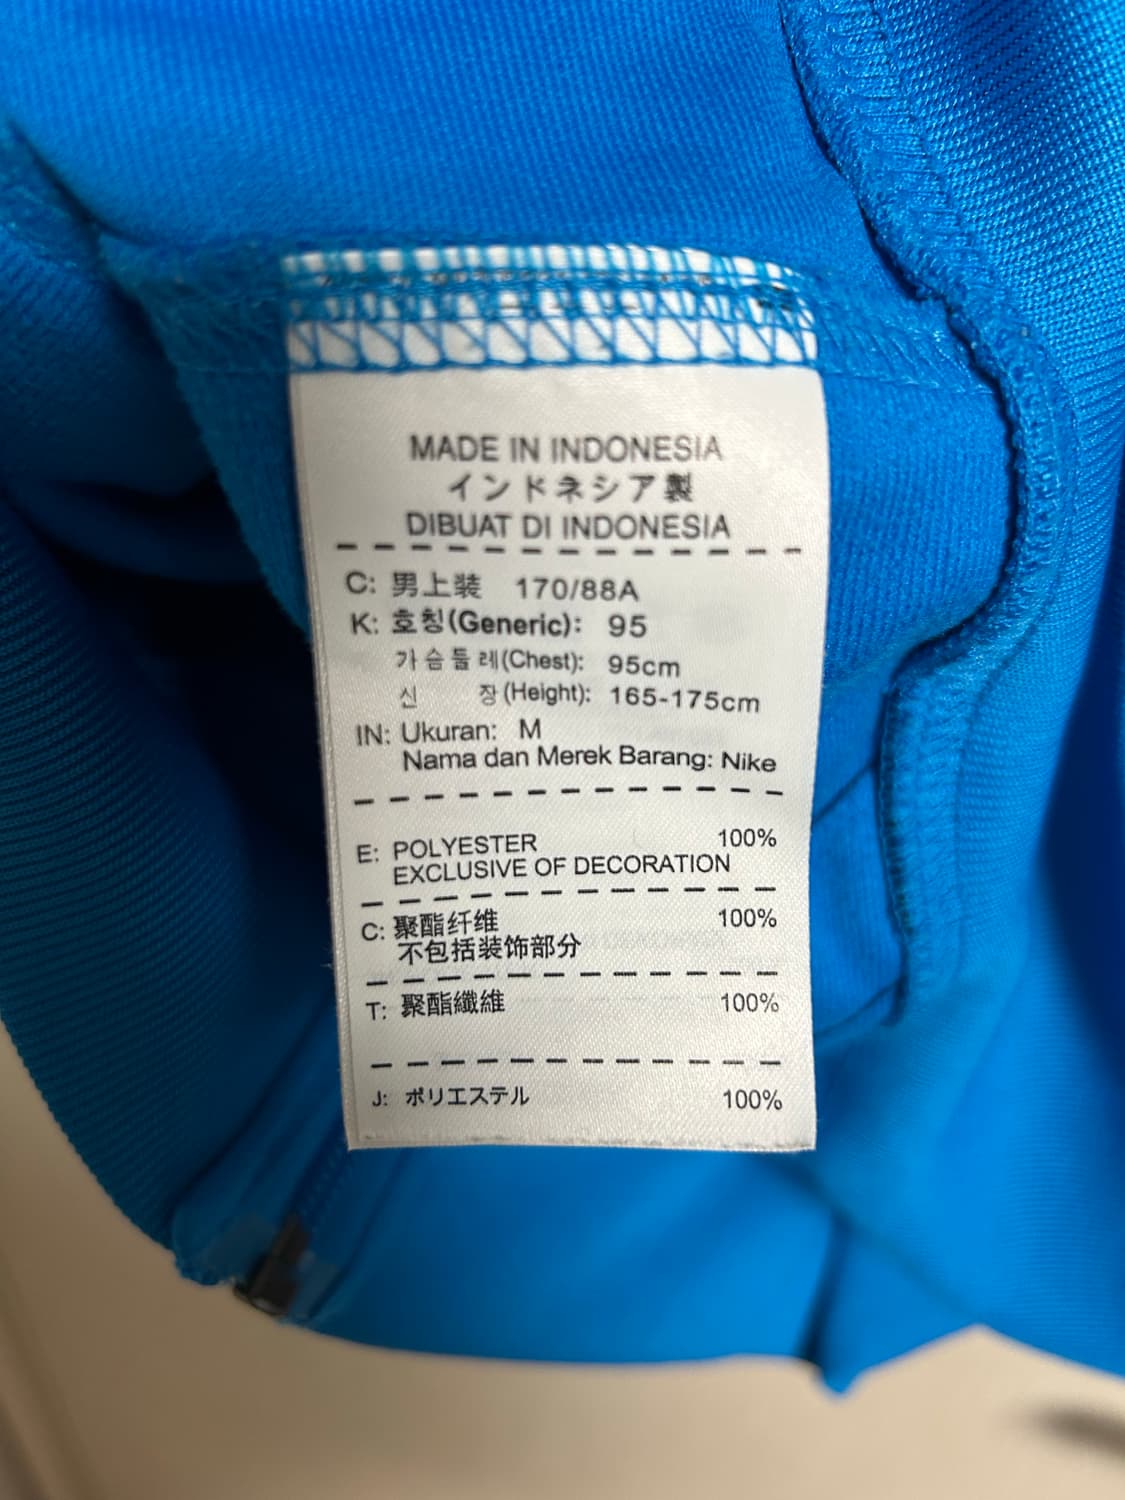 MADE IN INDONESIA
インドネシア製
DIBUAT DI INDONESIA
C: 男上装 170/88A
K: 호칭(Generic): 95
가슴둘레(Chest): 95cm
신 장(Height): 165-175cm
IN: Ukuran: M
Nama dan Merek Barang: Nike
E: POLYESTER 100%
EXCLUSIVE OF DECORATION
C: 聚酯纤维 100%
不包括装饰部分
T: 聚酯纖維 100%
J: ポリエステル 100%